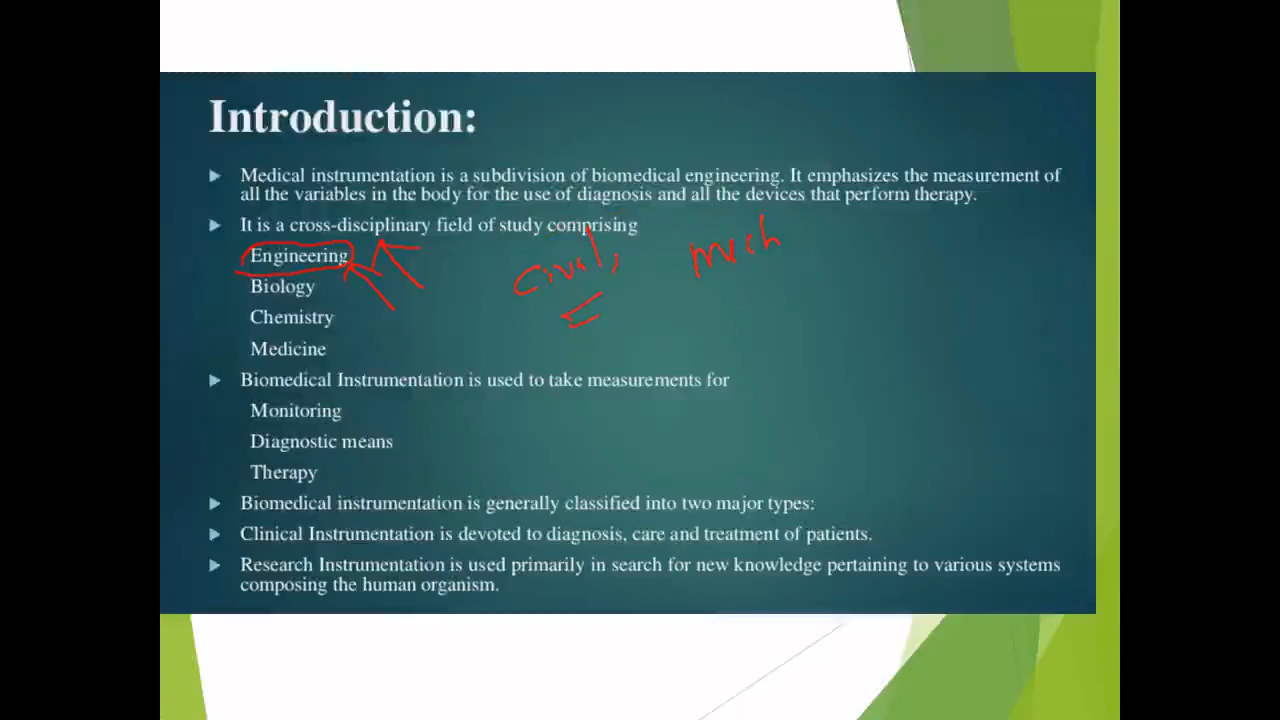 Introduction:
Medical instrumentation is a subdivision of biomedical engineering. It emphasizes the measurement of
all the variables in the body for the use of diagnosis and all the devices that perform therapy.
It is a cross-disciplinary field of study comprising
Engineering
civil, mech
Biology
Chemistry
Medicine
Biomedical Instrumentation is used to take measurements for
Monitoring
Diagnostic means
Therapy
Biomedical instrumentation is generally classified into two major types:
Clinical Instrumentation is devoted to diagnosis, care and treatment of patients.
Research Instrumentation is used primarily in search for new knowledge pertaining to various systems
composing the human organism.